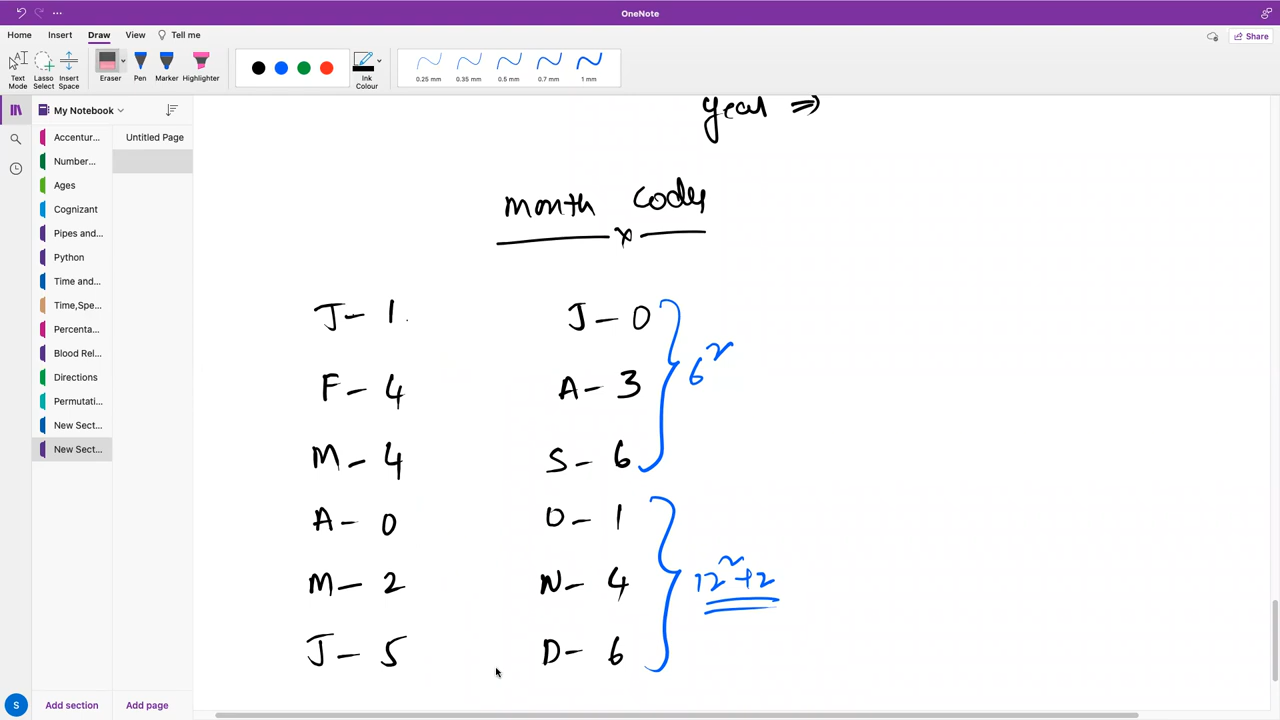 OneNote
Home Insert Draw View Tell me
Share
Text Mode
Lasso Select
Insert Space
Eraser
Pen
Marker
Highlighter
Ink Colour
0.25 mm
0.35 mm
0.5 mm
0.7 mm
1 mm
My Notebook
Accentur...
Number...
Ages
Cognizant
Pipes and...
Python
Time and...
Time,Spe...
Percenta...
Blood Rel...
Directions
Permutati...
New Sect...
New Sect...
Untitled Page
S
Add section
Add page
year ⇒
month codes
J - 1 J - 0
F - 4 A - 3
6²
M - 4 S - 6
A - 0 O - 1
M - 2 N - 4
12²+2
J - 5 D - 6